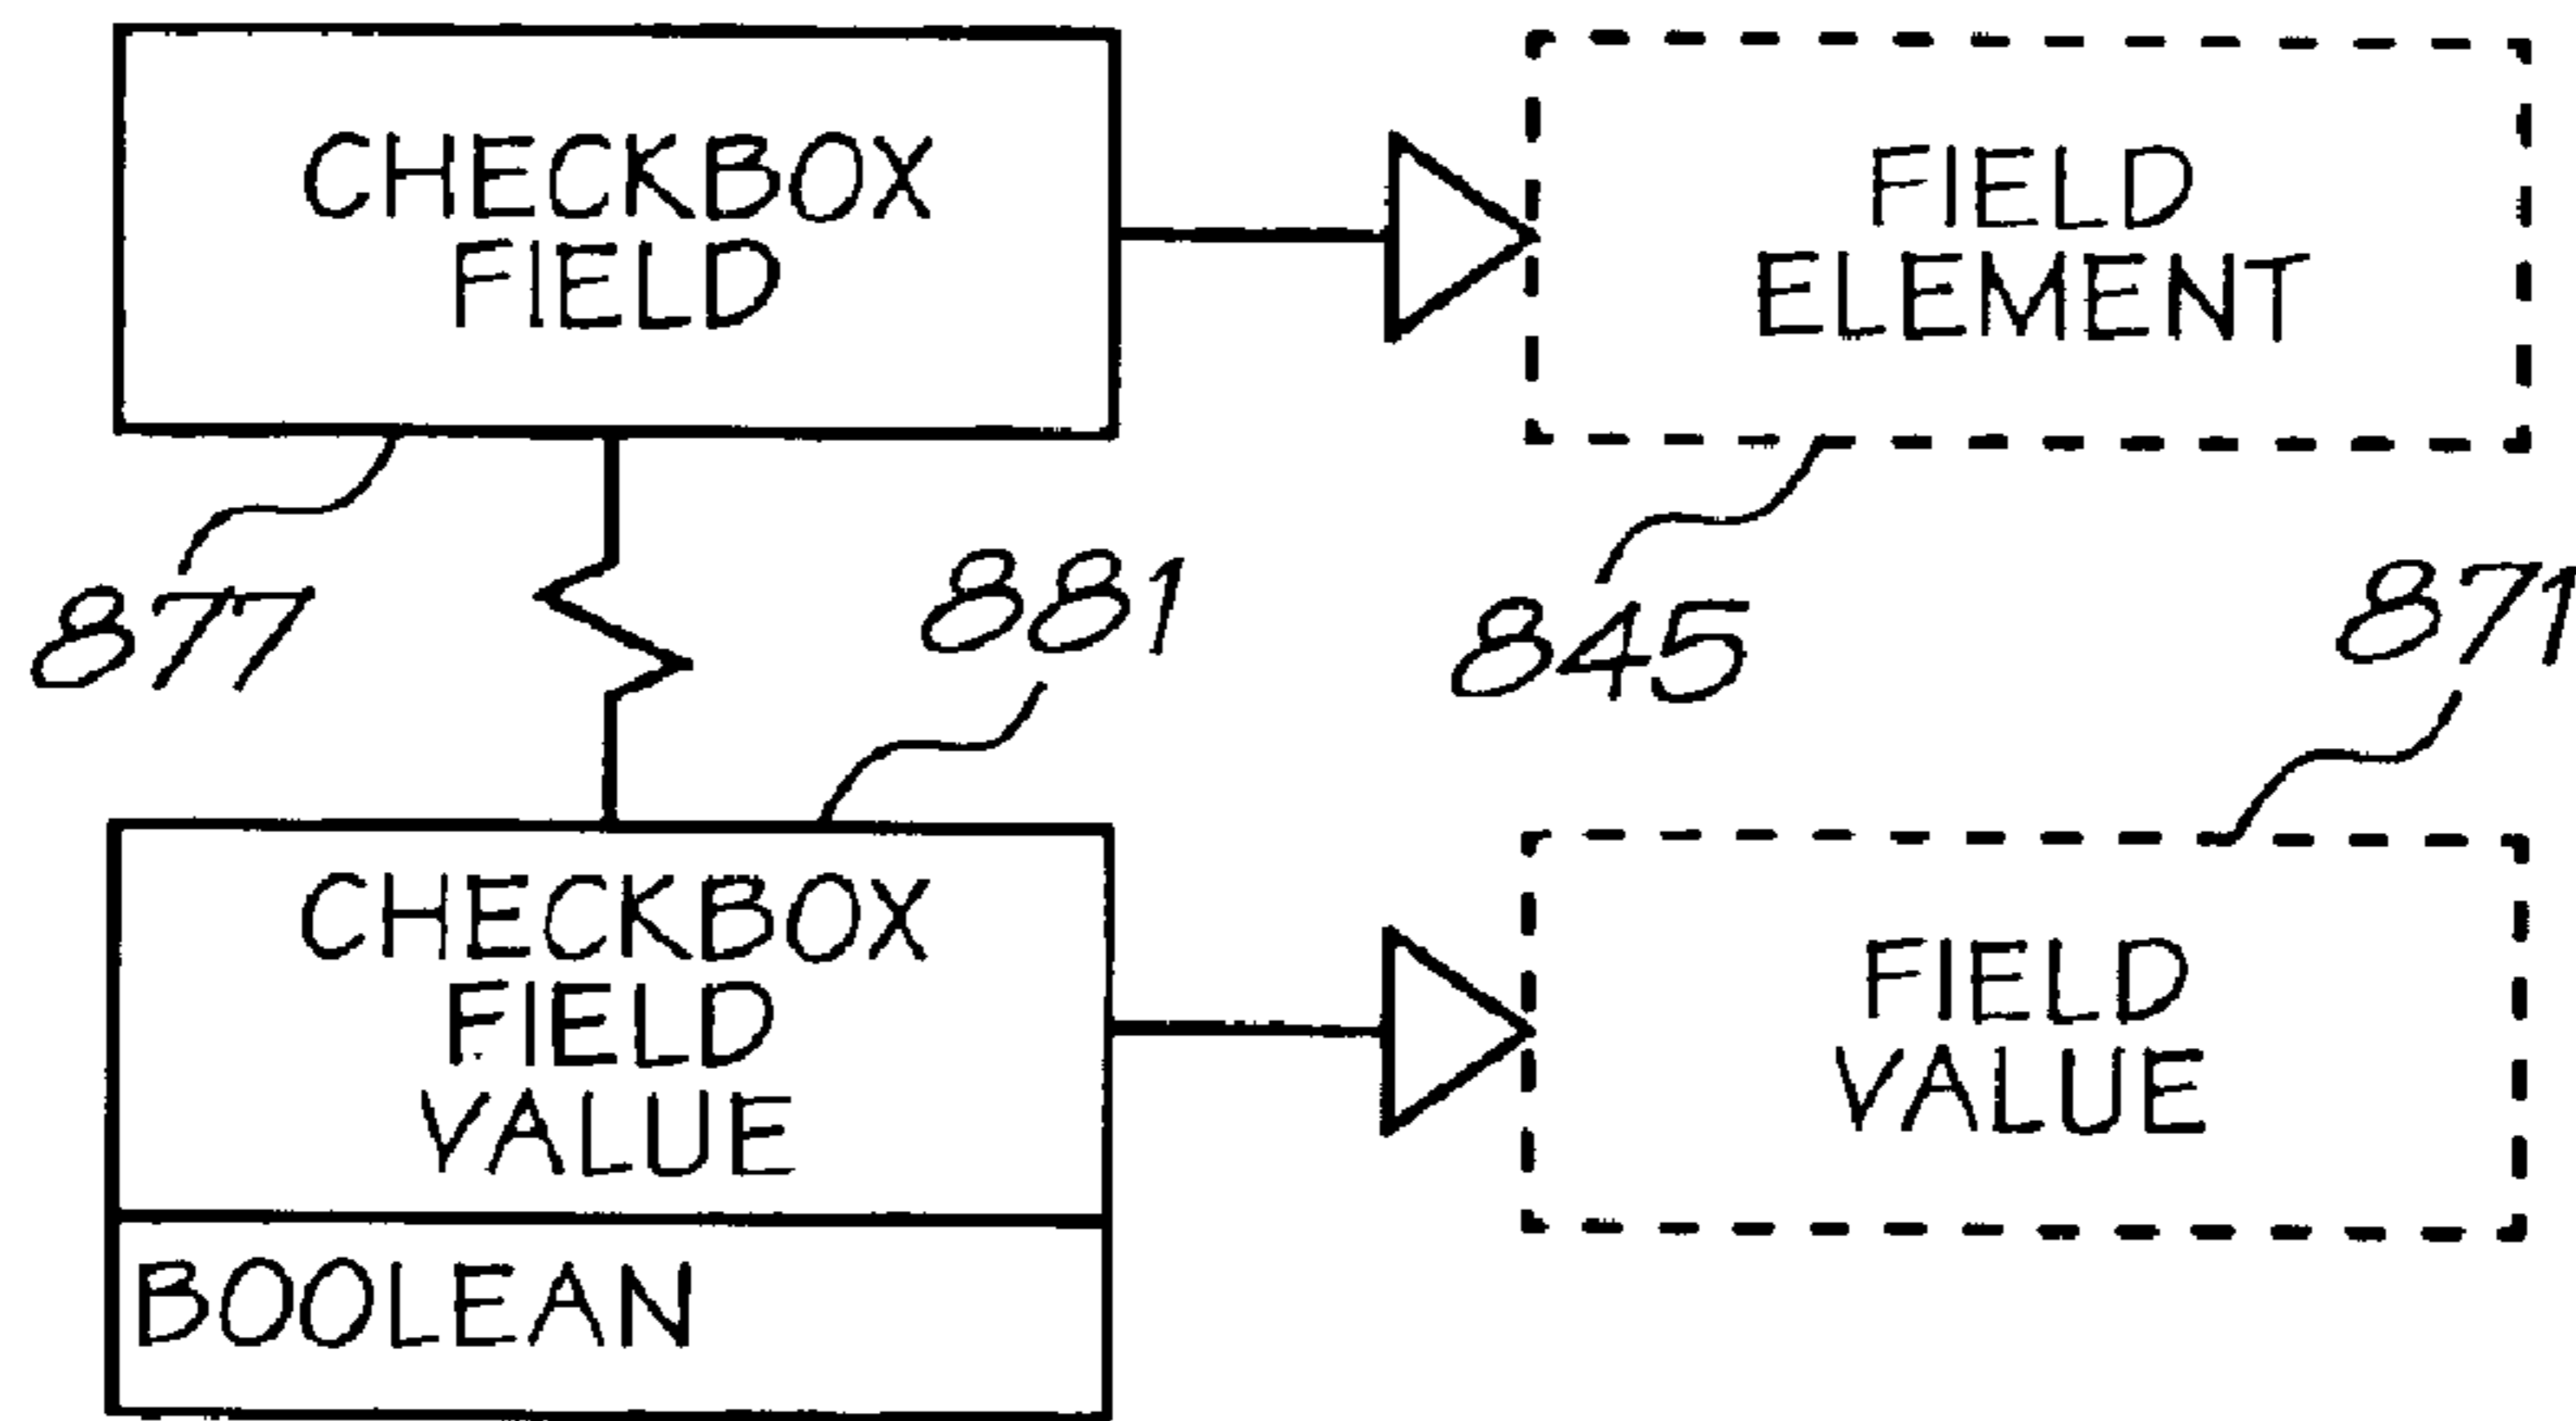 CHECKBOX
FIELD
FIELD
ELEMENT
877
881
845
871
CHECKBOX
FIELD
VALUE
BOOLEAN
FIELD
VALUE